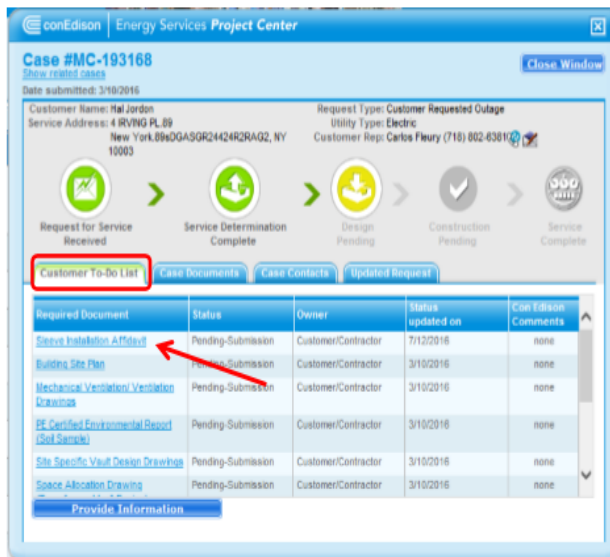 conEdison Energy Services Project Center
Case #MC-193168
Show related cases
Close Window
Date submitted: 3/10/2016
Customer Name: Hal Jordon
Service Address: 4 IRVING PL.89
New York.89sDGASGR24424R2RAG2, NY
10003
Request Type: Customer Requested Outage
Utility Type: Electric
Customer Rep: Carlos Fleury (718) 802-6381
Request for Service
Received
Service Determination
Complete
Design
Pending
Construction
Pending
Service
Complete
Customer To-Do List Case Documents Case Contacts Updated Request
Required Document Status Owner Status updated on Con Edison Comments
Sleeve Installation Affidavit Pending-Submission Customer/Contractor 7/12/2016 none
Building Site Plan Pending-Submission Customer/Contractor 3/10/2016 none
Mechanical Ventilation/ Ventilation Pending-Submission Customer/Contractor 3/10/2016 none
Drawings
PE Certified Environmental Report Pending-Submission Customer/Contractor 3/10/2016 none
(Soil Sample)
Site Specific Vault Design Drawings Pending-Submission Customer/Contractor 3/10/2016 none
Space Allocation Drawing Pending-Submission Customer/Contractor 3/10/2016 none
Provide Information